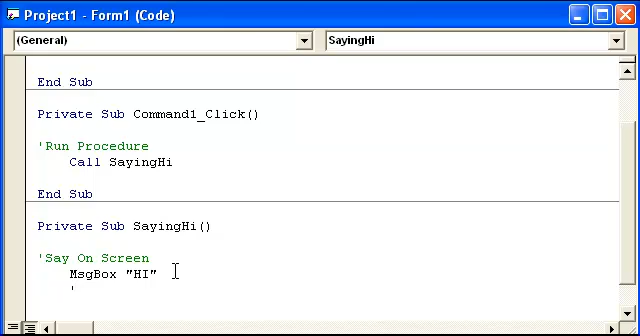 Project1 - Form1 (Code)
(General) SayingHi
End Sub
Private Sub Command1_Click()
'Run Procedure
Call SayingHi
End Sub
Private Sub SayingHi()
'Say On Screen
MsgBox "HI"
'